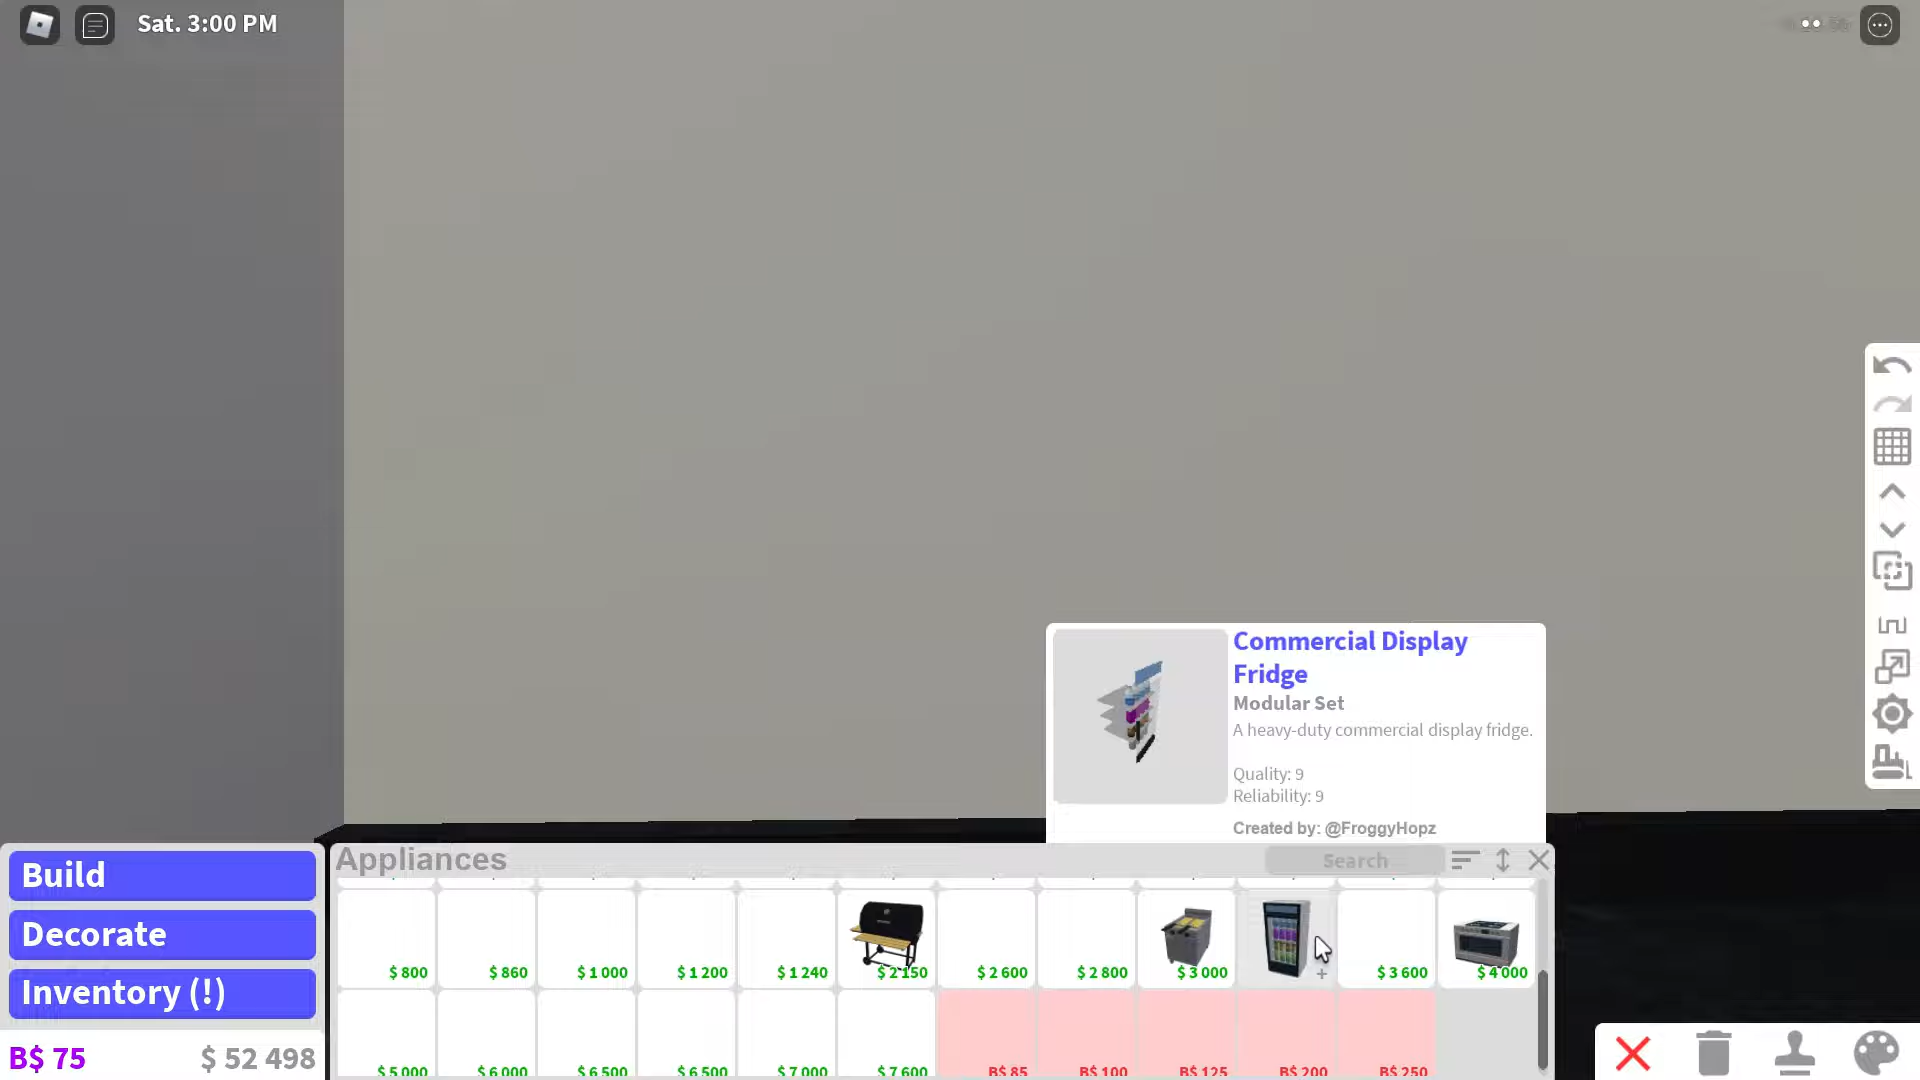 Sat. 3:00 PM
Commercial Display
Fridge
Modular Set
A heavy-duty commercial display fridge.
Quality: 9
Reliability: 9
Created by: @FroggyHopz
Build
Decorate
Inventory (!)
B$ 75
$ 52 498
Appliances
Search
$ 800
$ 860
$ 1 000
$ 1 200
$ 1 240
$ 2 150
$ 2 600
$ 2 800
$ 3 000
+
$ 3 600
$ 4 000
$ 5 000
$ 6 000
$ 6 500
$ 6 500
$ 7 000
$ 7 600
B$ 85
B$ 100
B$ 125
B$ 200
B$ 250